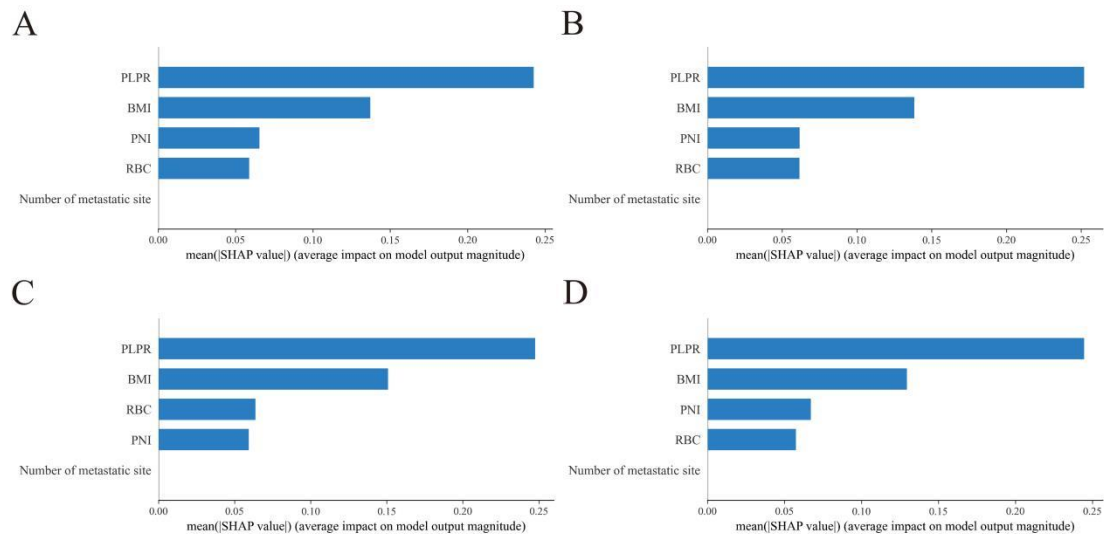 A
PLPR
BMI
PNI
RBC
Number of metastatic site
0.00 0.05 0.10 0.15 0.20 0.25
mean(|SHAP value|) (average impact on model output magnitude)
B
PLPR
BMI
PNI
RBC
Number of metastatic site
0.00 0.05 0.10 0.15 0.20 0.25
mean(|SHAP value|) (average impact on model output magnitude)
C
PLPR
BMI
RBC
PNI
Number of metastatic site
0.00 0.05 0.10 0.15 0.20 0.25
mean(|SHAP value|) (average impact on model output magnitude)
D
PLPR
BMI
PNI
RBC
Number of metastatic site
0.00 0.05 0.10 0.15 0.20 0.25
mean(|SHAP value|) (average impact on model output magnitude)